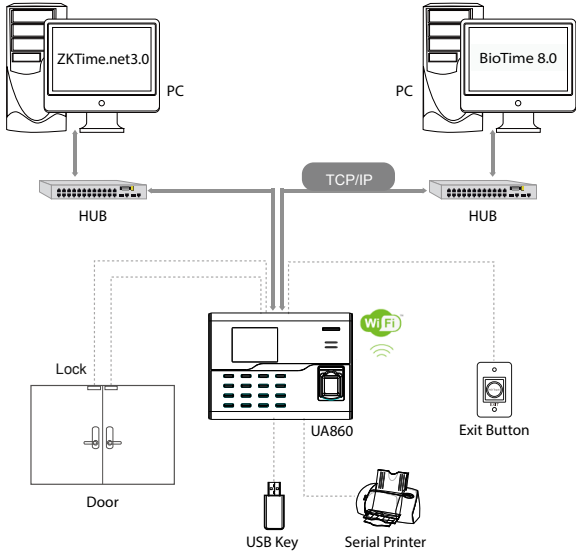 ZKTime.net3.0
BioTime 8.0
PC
PC
TCP/IP
HUB
HUB
WiFi
Lock
EXIT
UA860
Exit Button
Door
USB Key
Serial Printer